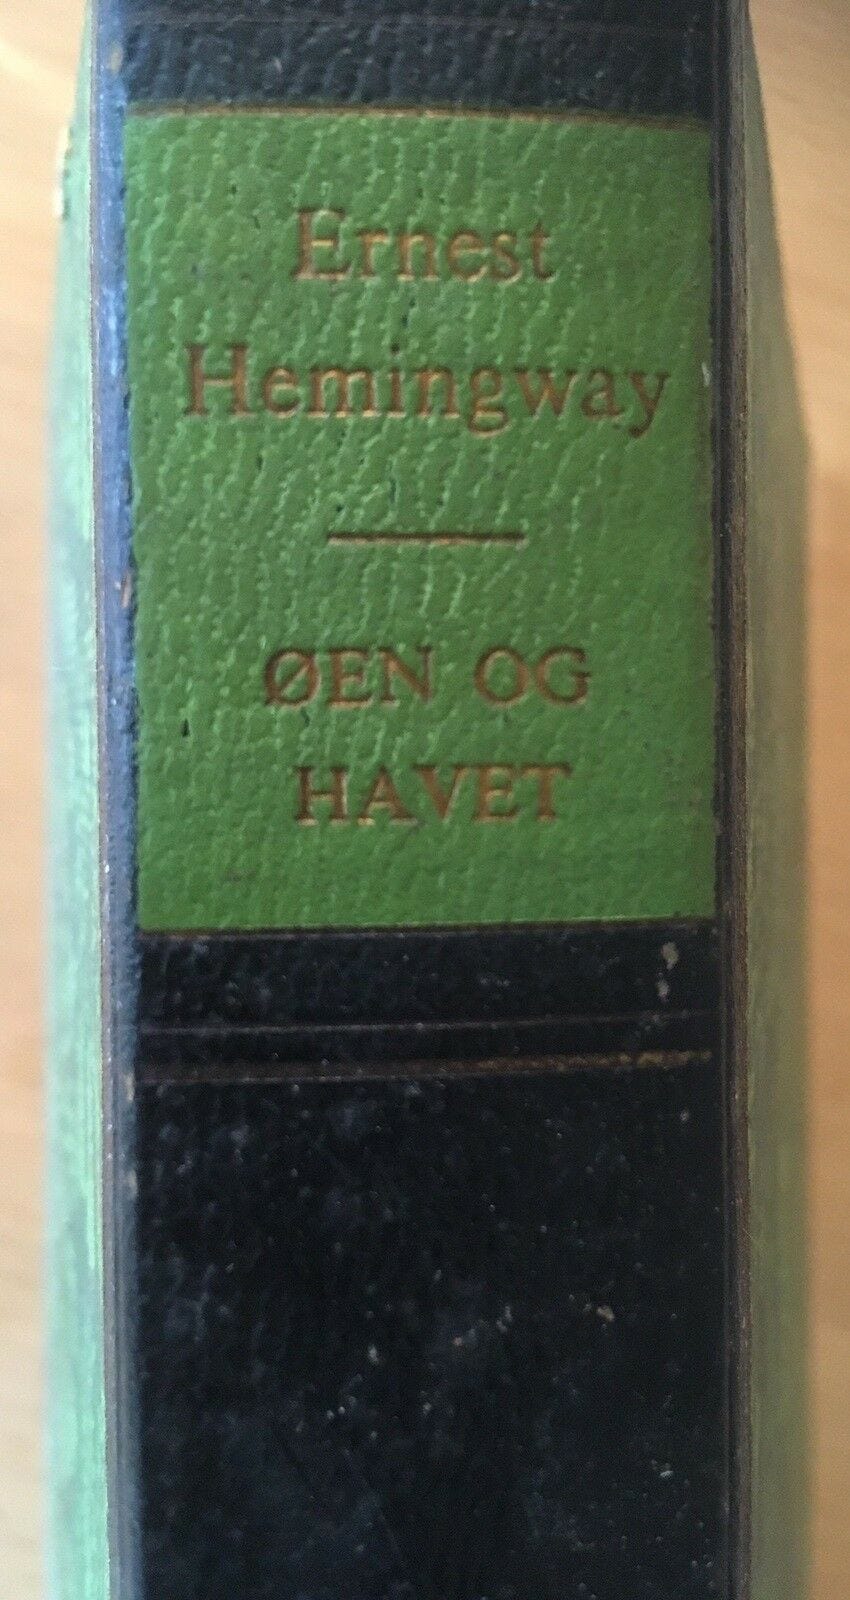 Ernest
Hemingway
ØEN OG
HAVET